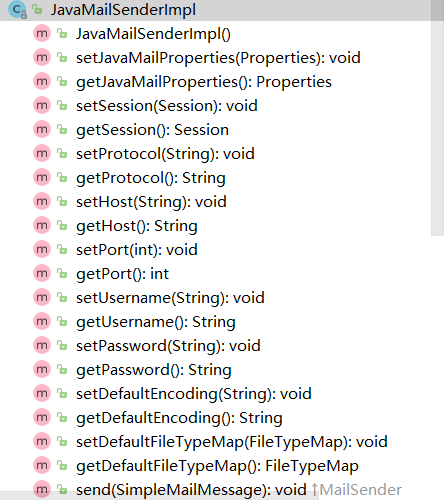 JavaMailSenderImpl
m JavaMailSenderImpl()
m setJavaMailProperties(Properties): void
m getJavaMailProperties(): Properties
m setSession(Session): void
m getSession(): Session
m setProtocol(String): void
m getProtocol(): String
m setHost(String): void
m getHost(): String
m setPort(int): void
m getPort(): int
m setUsername(String): void
m getUsername(): String
m setPassword(String): void
m getPassword(): String
m setDefaultEncoding(String): void
m getDefaultEncoding(): String
m setDefaultFileTypeMap(FileTypeMap): void
m getDefaultFileTypeMap(): FileTypeMap
m send(SimpleMailMessage): void ↑MailSender